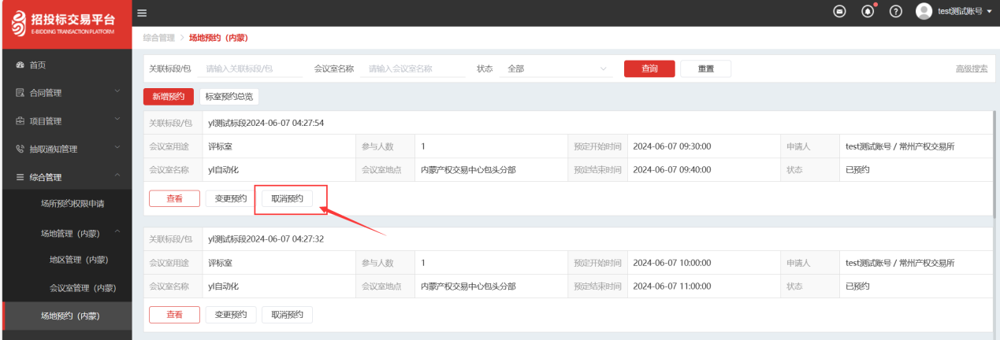 招投标交易平台
E-BIDDING TRANSACTION PLATFORM
test测试账号
综合管理 > 场地预约（内蒙）
首页
合同管理
项目管理
抽取通知管理
综合管理
场所预约权限申请
场地管理（内蒙）
地区管理（内蒙）
会议室管理（内蒙）
场地预约（内蒙）
关联标段/包 请输入关联标段/包 会议室名称 请输入会议室名称 状态 全部 查询 重置 高级搜索
新增预约 标室预约总览
关联标段/包 yl测试标段2024-06-07 04:27:54
会议室用途 评标室 参与人数 1 预定开始时间 2024-06-07 09:30:00 申请人 test测试账号 / 常州产权交易所
会议室名称 yl自动化 会议室地点 内蒙产权交易中心包头分部 预定结束时间 2024-06-07 09:40:00 状态 已预约
查看 变更预约 取消预约
关联标段/包 yl测试标段2024-06-07 04:27:32
会议室用途 评标室 参与人数 1 预定开始时间 2024-06-07 10:00:00 申请人 test测试账号 / 常州产权交易所
会议室名称 yl自动化 会议室地点 内蒙产权交易中心包头分部 预定结束时间 2024-06-07 11:00:00 状态 已预约
查看 变更预约 取消预约